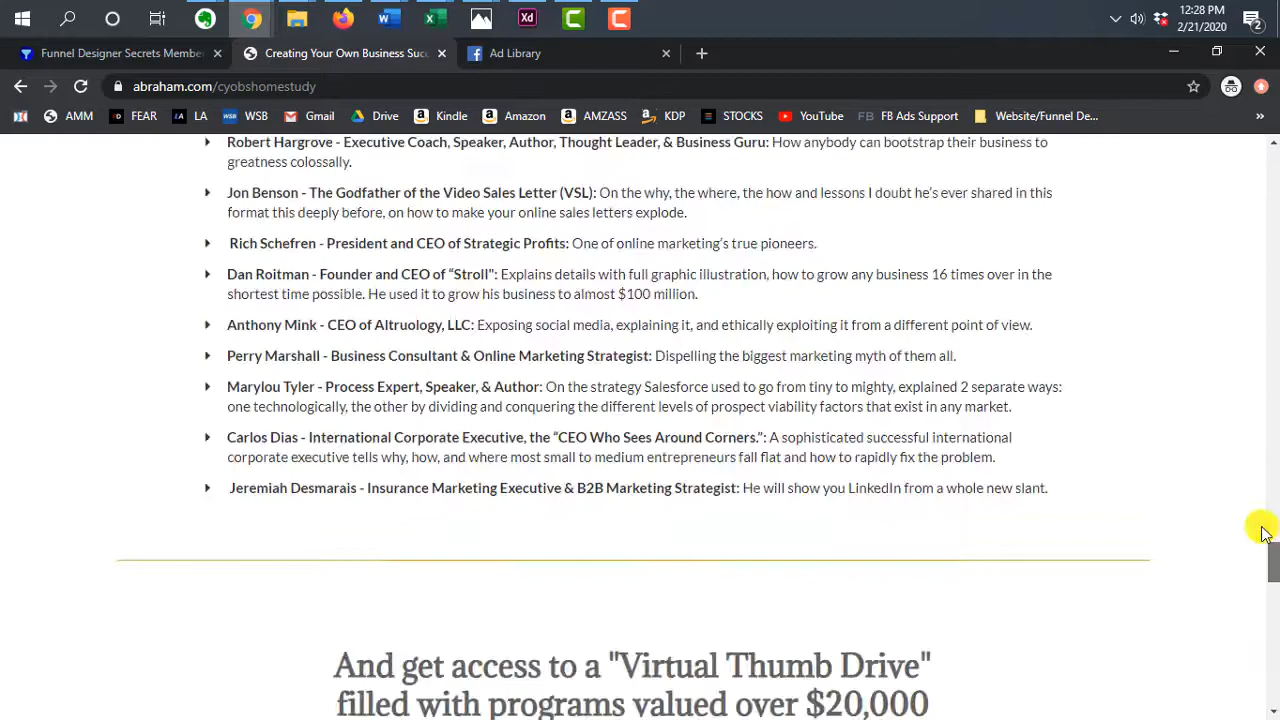 12:28 PM
2/21/2020
2
Funnel Designer Secrets Membe
Creating Your Own Business Succ
Ad Library
abraham.com/cyobshomestudy
AMM
FEAR
LA
WSB
Gmail
Drive
Kindle
Amazon
AMZASS
KDP
STOCKS
YouTube
FB Ads Support
Website/Funnel De...
Robert Hargrove - Executive Coach, Speaker, Author, Thought Leader, & Business Guru: How anybody can bootstrap their business to
greatness colossally.
Jon Benson - The Godfather of the Video Sales Letter (VSL): On the why, the where, the how and lessons I doubt he's ever shared in this
format this deeply before, on how to make your online sales letters explode.
Rich Schefren - President and CEO of Strategic Profits: One of online marketing's true pioneers.
Dan Roitman - Founder and CEO of “Stroll”: Explains details with full graphic illustration, how to grow any business 16 times over in the
shortest time possible. He used it to grow his business to almost $100 million.
Anthony Mink - CEO of Altruology, LLC: Exposing social media, explaining it, and ethically exploiting it from a different point of view.
Perry Marshall - Business Consultant & Online Marketing Strategist: Dispelling the biggest marketing myth of them all.
Marylou Tyler - Process Expert, Speaker, & Author: On the strategy Salesforce used to go from tiny to mighty, explained 2 separate ways:
one technologically, the other by dividing and conquering the different levels of prospect viability factors that exist in any market.
Carlos Dias - International Corporate Executive, the “CEO Who Sees Around Corners.”: A sophisticated successful international
corporate executive tells why, how, and where most small to medium entrepreneurs fall flat and how to rapidly fix the problem.
Jeremiah Desmarais - Insurance Marketing Executive & B2B Marketing Strategist: He will show you LinkedIn from a whole new slant.
And get access to a "Virtual Thumb Drive"
filled with programs valued over $20,000